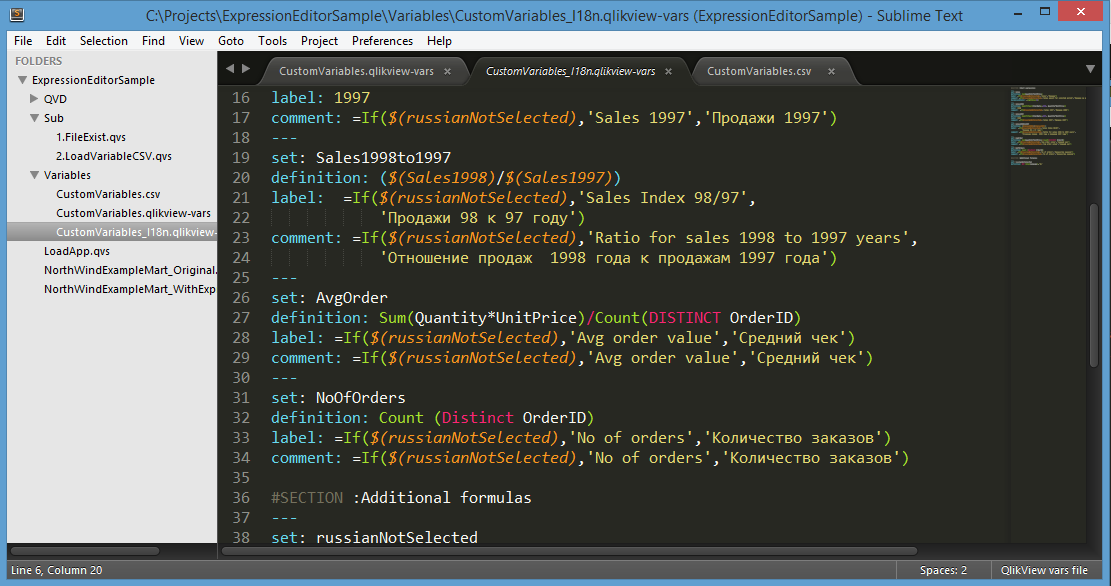 C:\Projects\ExpressionEditorSample\Variables\CustomVariables_I18n.qlikview-vars (ExpressionEditorSample) - Sublime Text
File Edit Selection Find View Goto Tools Project Preferences Help
FOLDERS
ExpressionEditorSample
QVD
Sub
1.FileExist.qvs
2.LoadVariableCSV.qvs
Variables
CustomVariables.csv
CustomVariables.qlikview-vars
CustomVariables_I18n.qlikview-
LoadApp.qvs
NorthWindExampleMart_Original.
NorthWindExampleMart_WithExp
CustomVariables.qlikview-vars × CustomVariables_I18n.qlikview-vars × CustomVariables.csv ×
16 label: 1997
17 comment: =If($(russianNotSelected),'Sales 1997','Продажи 1997')
18 ---
19 set: Sales1998to1997
20 definition: ($(Sales1998)/$(Sales1997))
21 label:  =If($(russianNotSelected),'Sales Index 98/97',
22             'Продажи 98 к 97 году')
23 comment: =If($(russianNotSelected),'Ratio for sales 1998 to 1997 years',
24             'Отношение продаж  1998 года к продажам 1997 года')
25 ---
26 set: AvgOrder
27 definition: Sum(Quantity*UnitPrice)/Count(DISTINCT OrderID)
28 label: =If($(russianNotSelected),'Avg order value','Средний чек')
29 comment: =If($(russianNotSelected),'Avg order value','Средний чек')
30 ---
31 set: NoOfOrders
32 definition: Count (Distinct OrderID)
33 label: =If($(russianNotSelected),'No of orders','Количество заказов')
34 comment: =If($(russianNotSelected),'No of orders','Количество заказов')
35
36 #SECTION :Additional formulas
37 ---
38 set: russianNotSelected
Line 6, Column 20 Spaces: 2 QlikView vars file